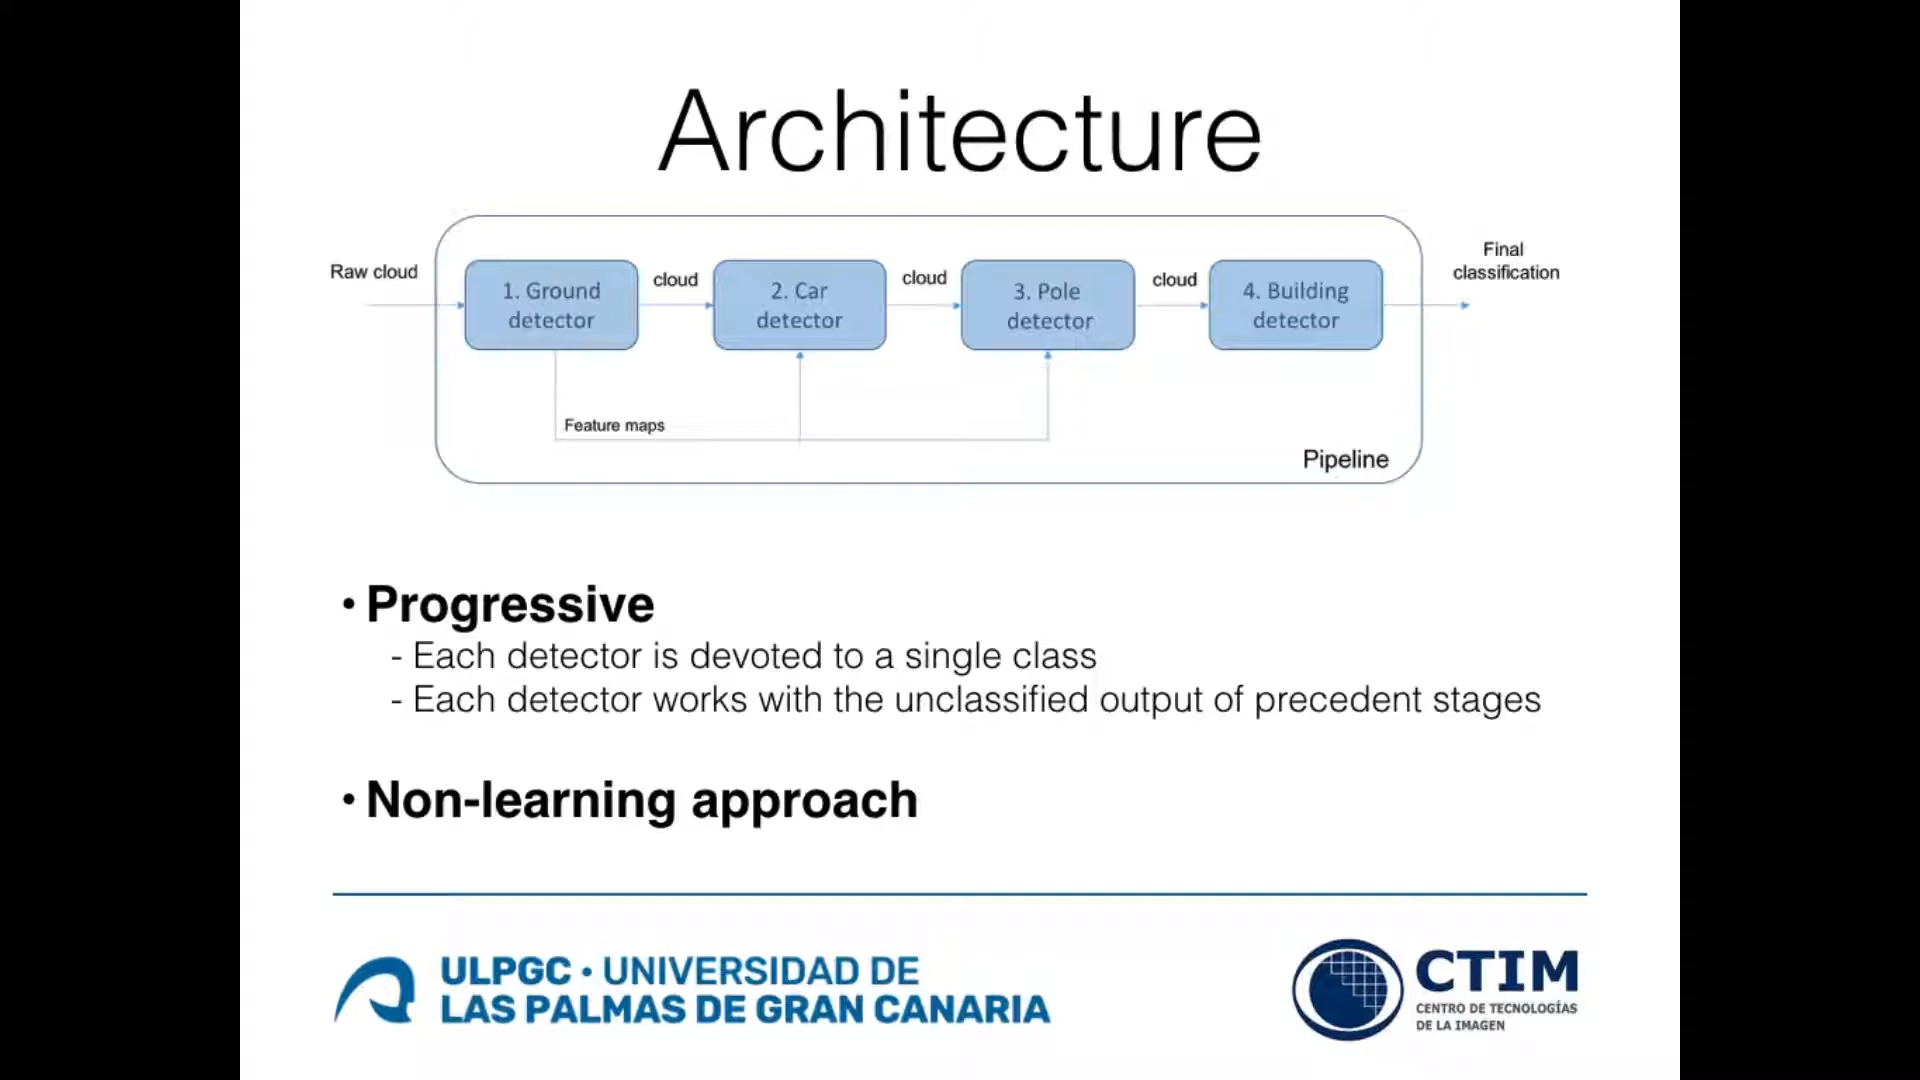 Architecture
Raw cloud
1. Ground
detector
cloud
2. Car
detector
cloud
3. Pole
detector
cloud
4. Building
detector
Final
classification
Feature maps
Pipeline
• Progressive
- Each detector is devoted to a single class
- Each detector works with the unclassified output of precedent stages
• Non-learning approach
ULPGC • UNIVERSIDAD DE
LAS PALMAS DE GRAN CANARIA
CTIM
CENTRO DE TECNOLOGÍAS
DE LA IMAGEN